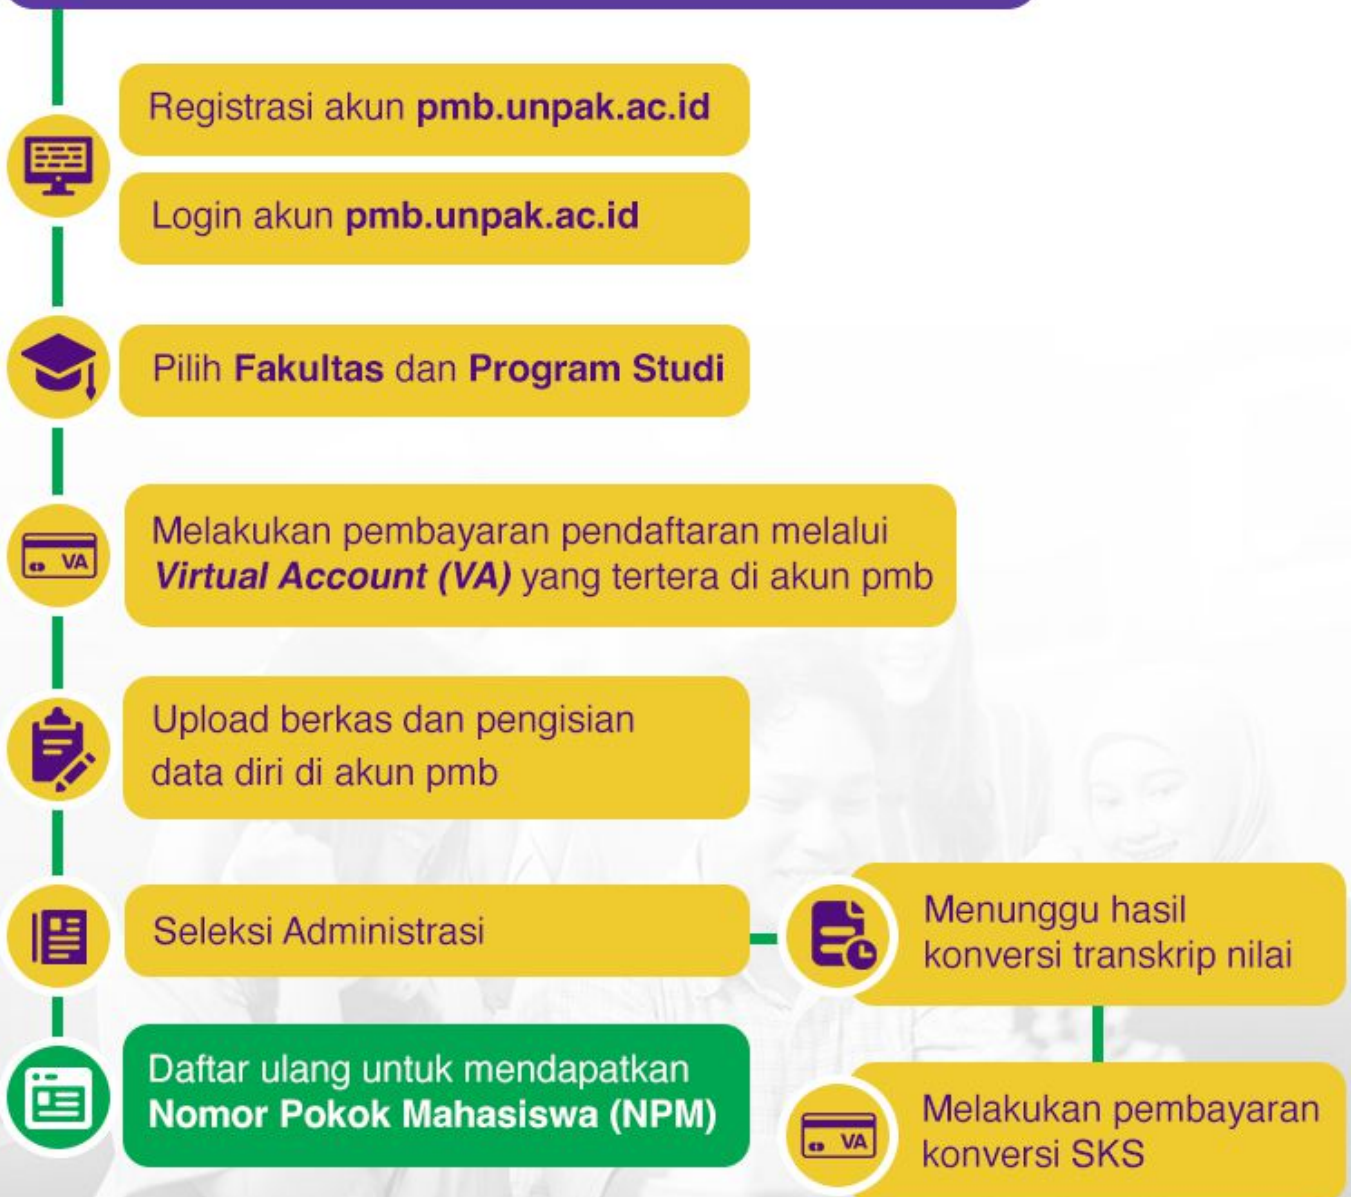 Registrasi akun pmb.unpak.ac.id
Login akun pmb.unpak.ac.id
Pilih Fakultas dan Program Studi
VA
Melakukan pembayaran pendaftaran melalui
Virtual Account (VA) yang tertera di akun pmb
Upload berkas dan pengisian
data diri di akun pmb
Seleksi Administrasi
Menunggu hasil
konversi transkrip nilai
Daftar ulang untuk mendapatkan
Nomor Pokok Mahasiswa (NPM)
VA
Melakukan pembayaran
konversi SKS